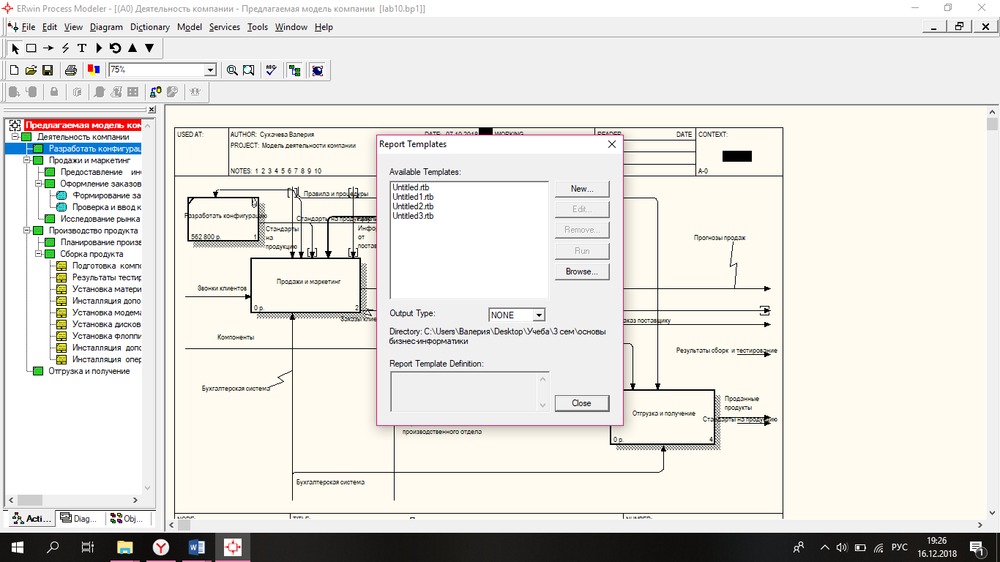 ERwin Process Modeler - [(A0) Деятельность компании - Предлагаемая модель компании  [lab10.bp1]]
File Edit View Diagram Dictionary Model Services Tools Window Help
75%
Предлагаемая модель ком
Деятельность компании
Разработать конфигурац
Продажи и маркетинг
Предоставление ин
Оформление заказов
Формирование за
Проверка и ввод к
Исследование рынка
Производство продукта
Планирование произв
Сборка продукта
Подготовка компо
Результаты тестир
Установка матери
Инсталляция допо
Установка модема
Установка дисково
Установка флоппи
Инсталляция допо
Инсталляция опер
Отгрузка и получение
Acti... Diag... Obj...
USED AT:
AUTHOR: Сухачева Валерия
DATE: 07.10.2018
WORKING
READER
DATE
CONTEXT:
PROJECT: Модель деятельности компании
NOTES: 1 2 3 4 5 6 7 8 9 10
A-0
Правила и процедуры
Разработать конфигурацию
562 800 р. 1
Стандарты на продукцию
Стандарты
на
продукцию
Инфор
от
постав
Продажи и маркетинг
0 р. 2
Звонки клиентов
Заказы клие
Компоненты
Бухгалтерская система
Бухгалтерская система
производственного отдела
Прогнозы продаж
каз поставщику
Результаты сборк и тестирование
Отгрузка и получение
0 р. 4
Проданные
продукты
Стандарты на продукцию
NODE:
TITLE:
NUMBER:
Report Templates
Available Templates:
Untitled.rtb
Untitled1.rtb
Untitled2.rtb
Untitled3.rtb
New...
Edit...
Remove...
Run
Browse...
Output Type: NONE
Directory: C:\Users\Валерия\Desktop\Учеба\3 сем\основы
бизнес-информатики
Report Template Definition:
Close
РУС
19:26
16.12.2018
1